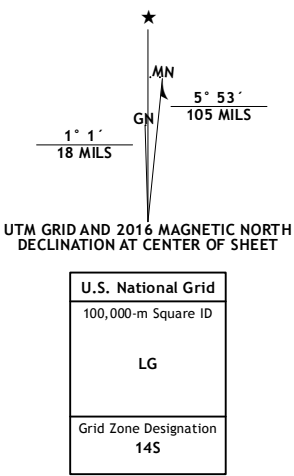 ★
MN
GN
5° 53´
105 MILS
1° 1´
18 MILS
UTM GRID AND 2016 MAGNETIC NORTH
DECLINATION AT CENTER OF SHEET
U.S. National Grid
100,000-m Square ID
LG
Grid Zone Designation
14S